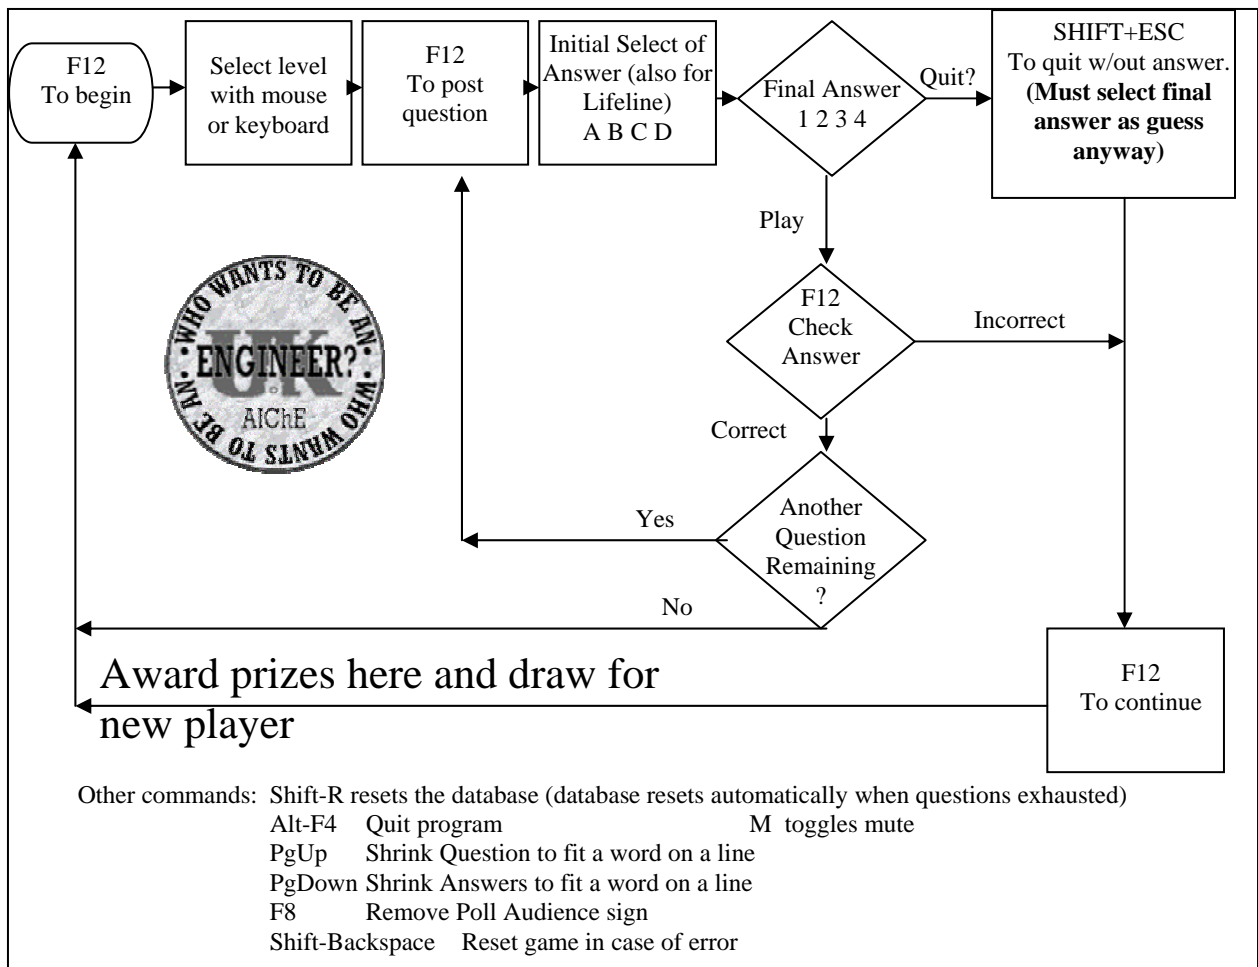 F12
To begin
Select level
with mouse
or keyboard
F12
To post
question
Initial Select of
Answer (also for
Lifeline)
A B C D
Final Answer
1 2 3 4
Quit?
SHIFT+ESC
To quit w/out answer.
(Must select final
answer as guess
anyway)
Play
F12
Check
Answer
Incorrect
Correct
Another
Question
Remaining
?
Yes
No
WHO WANTS TO BE AN
ENGINEER?
UK
AIChE
WHO WANTS TO BE AN
F12
To continue
Award prizes here and draw for
new player
Other commands: Shift-R resets the database (database resets automatically when questions exhausted)
Alt-F4 Quit program M toggles mute
PgUp Shrink Question to fit a word on a line
PgDown Shrink Answers to fit a word on a line
F8 Remove Poll Audience sign
Shift-Backspace Reset game in case of error